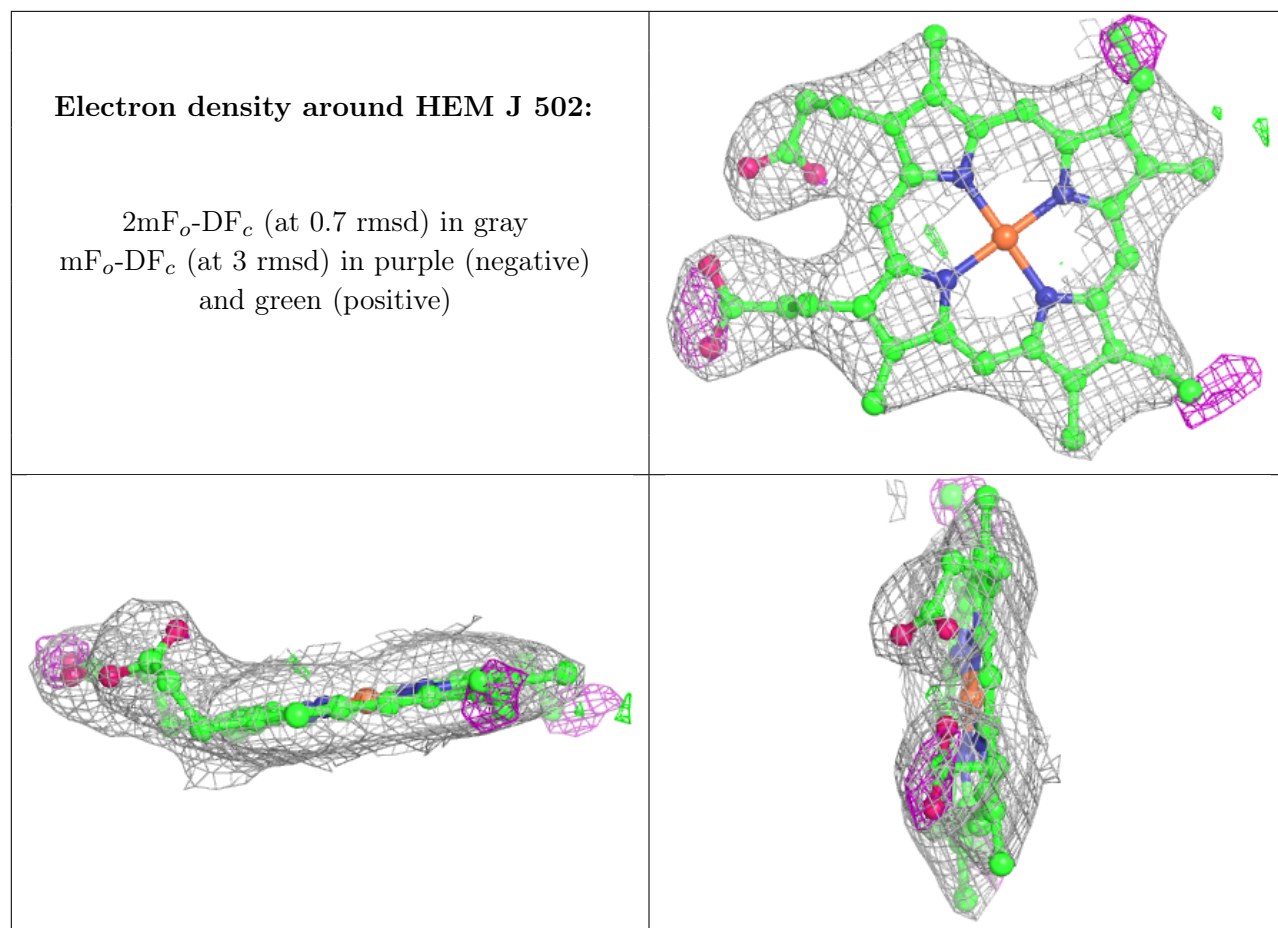 Electron density around HEM J 502:
2mFo-DFc (at 0.7 rmsd) in gray
mFo-DFc (at 3 rmsd) in purple (negative)
and green (positive)